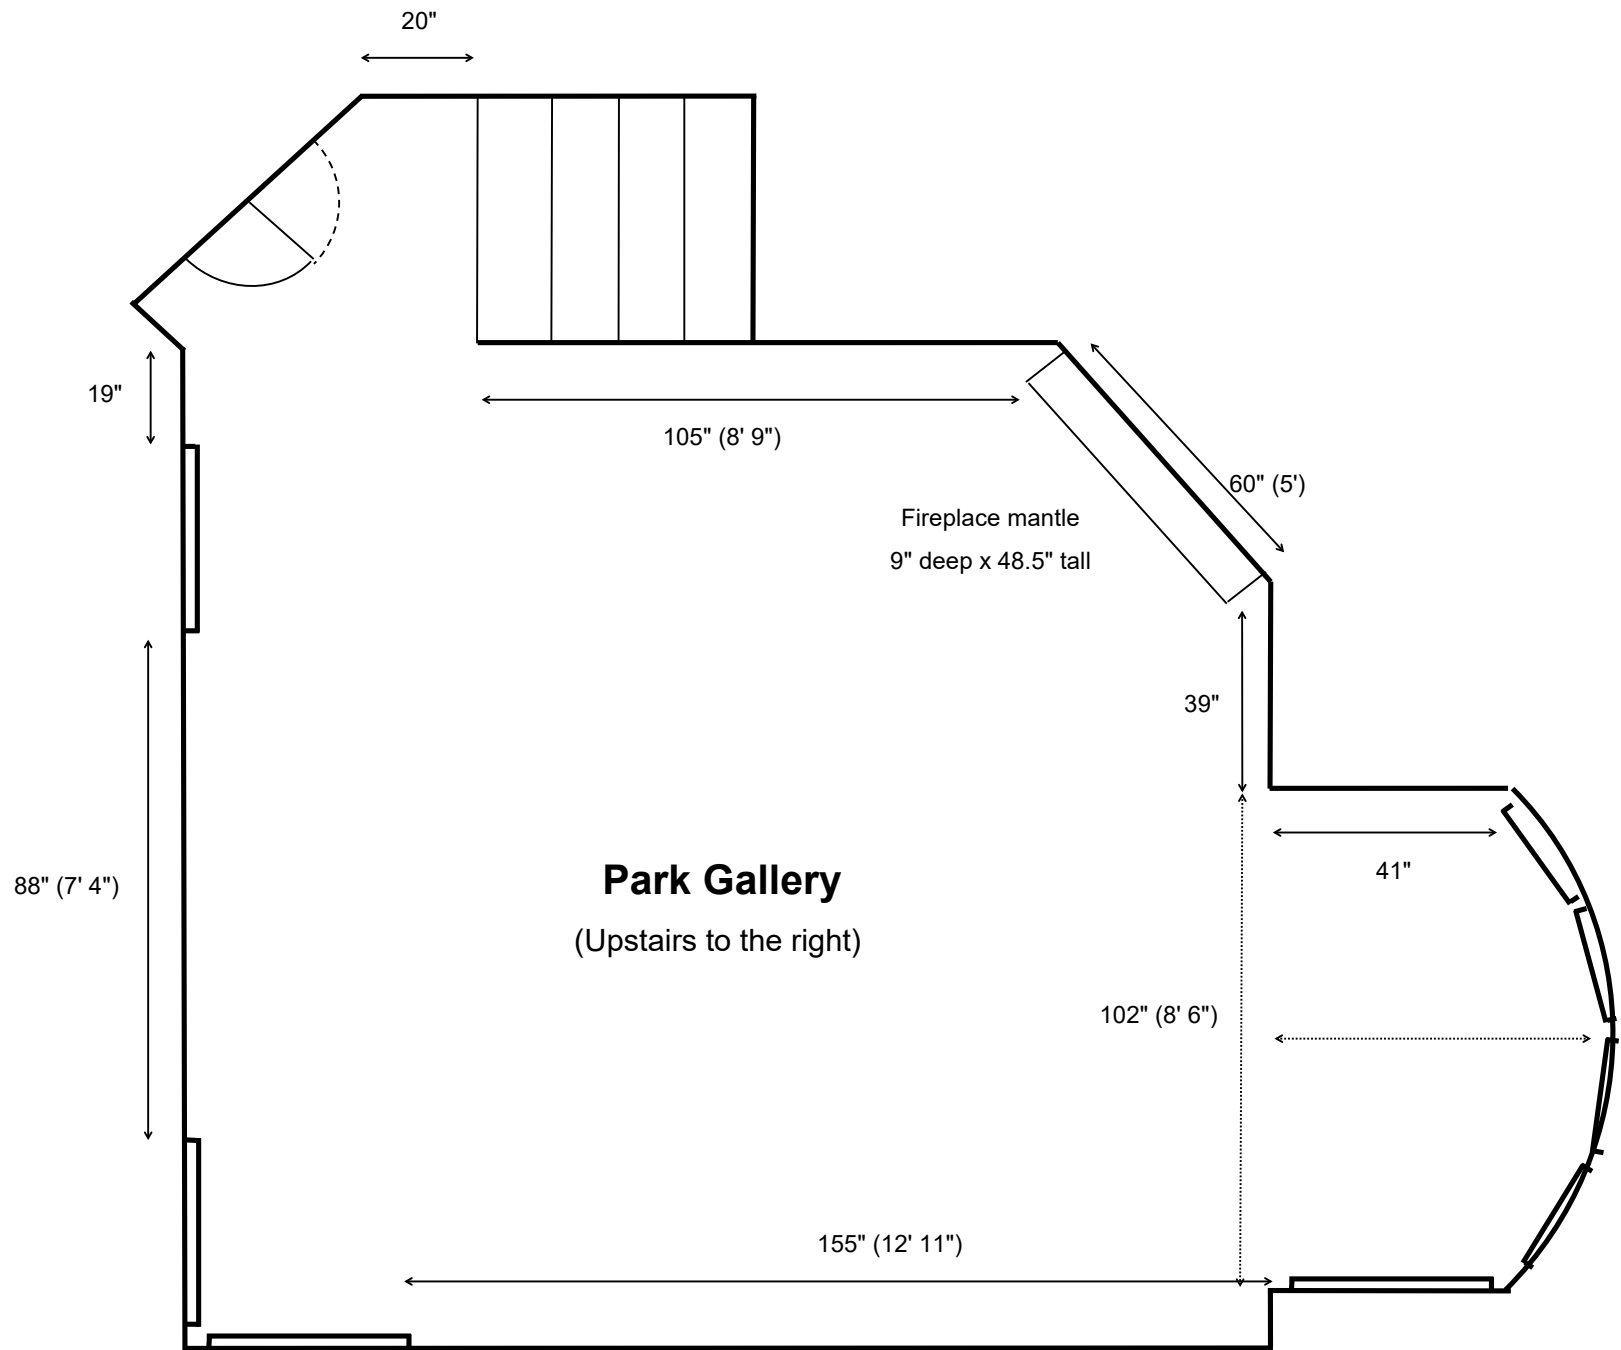 20"
19"
105" (8' 9")
60" (5')
Fireplace mantle
9" deep x 48.5" tall
39"
88" (7' 4")
Park Gallery
(Upstairs to the right)
41"
102" (8' 6")
155" (12' 11")